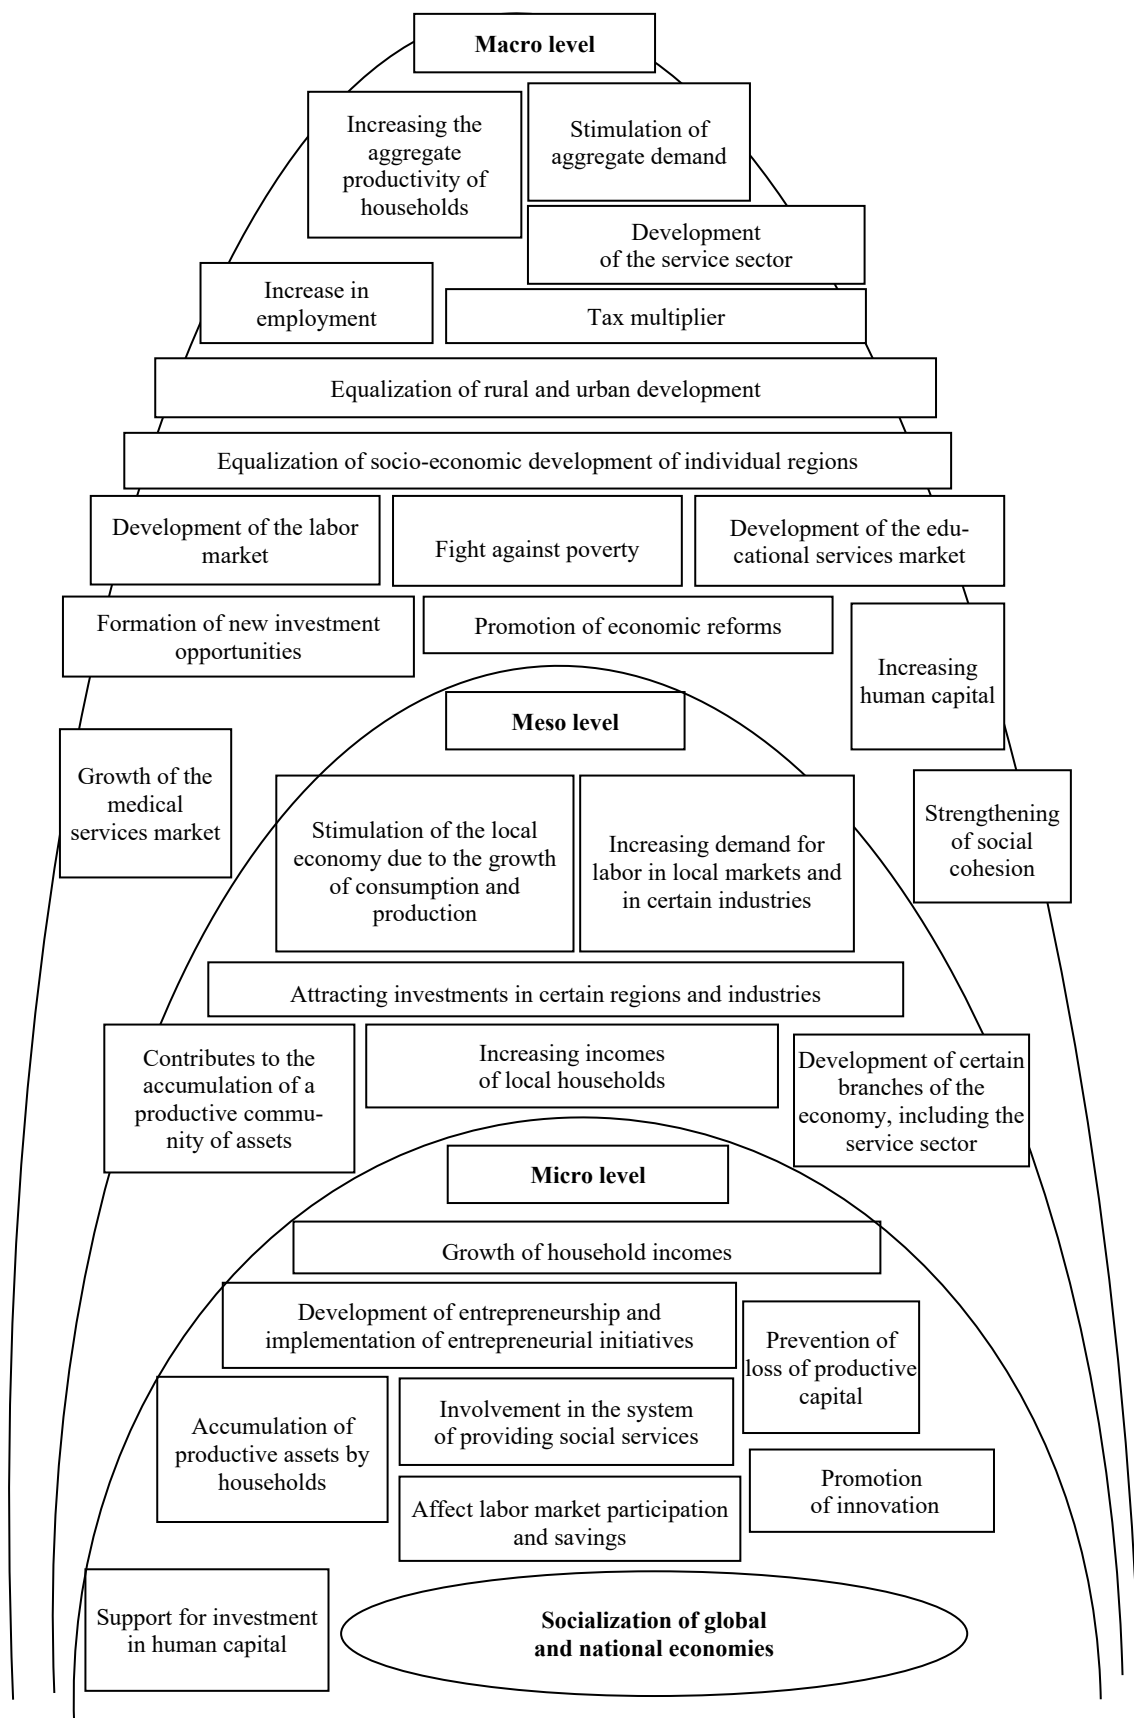 Macro level
Increasing the
aggregate
productivity of
households
Stimulation of
aggregate demand
Development
of the service sector
Increase in
employment
Tax multiplier
Equalization of rural and urban development
Equalization of socio-economic development of individual regions
Development of the labor
market
Fight against poverty
Development of the edu-
cational services market
Formation of new investment
opportunities
Promotion of economic reforms
Increasing
human capital
Meso level
Growth of the
medical
services market
Stimulation of the local
economy due to the growth
of consumption and
production
Increasing demand for
labor in local markets and
in certain industries
Strengthening
of social
cohesion
Attracting investments in certain regions and industries
Contributes to the
accumulation of a
productive commu-
nity of assets
Increasing incomes
of local households
Development of certain
branches of the
economy, including the
service sector
Micro level
Growth of household incomes
Development of entrepreneurship and
implementation of entrepreneurial initiatives
Prevention of
loss of productive
capital
Accumulation of
productive assets by
households
Involvement in the system
of providing social services
Promotion
of innovation
Affect labor market participation
and savings
Support for investment
in human capital
Socialization of global
and national economies